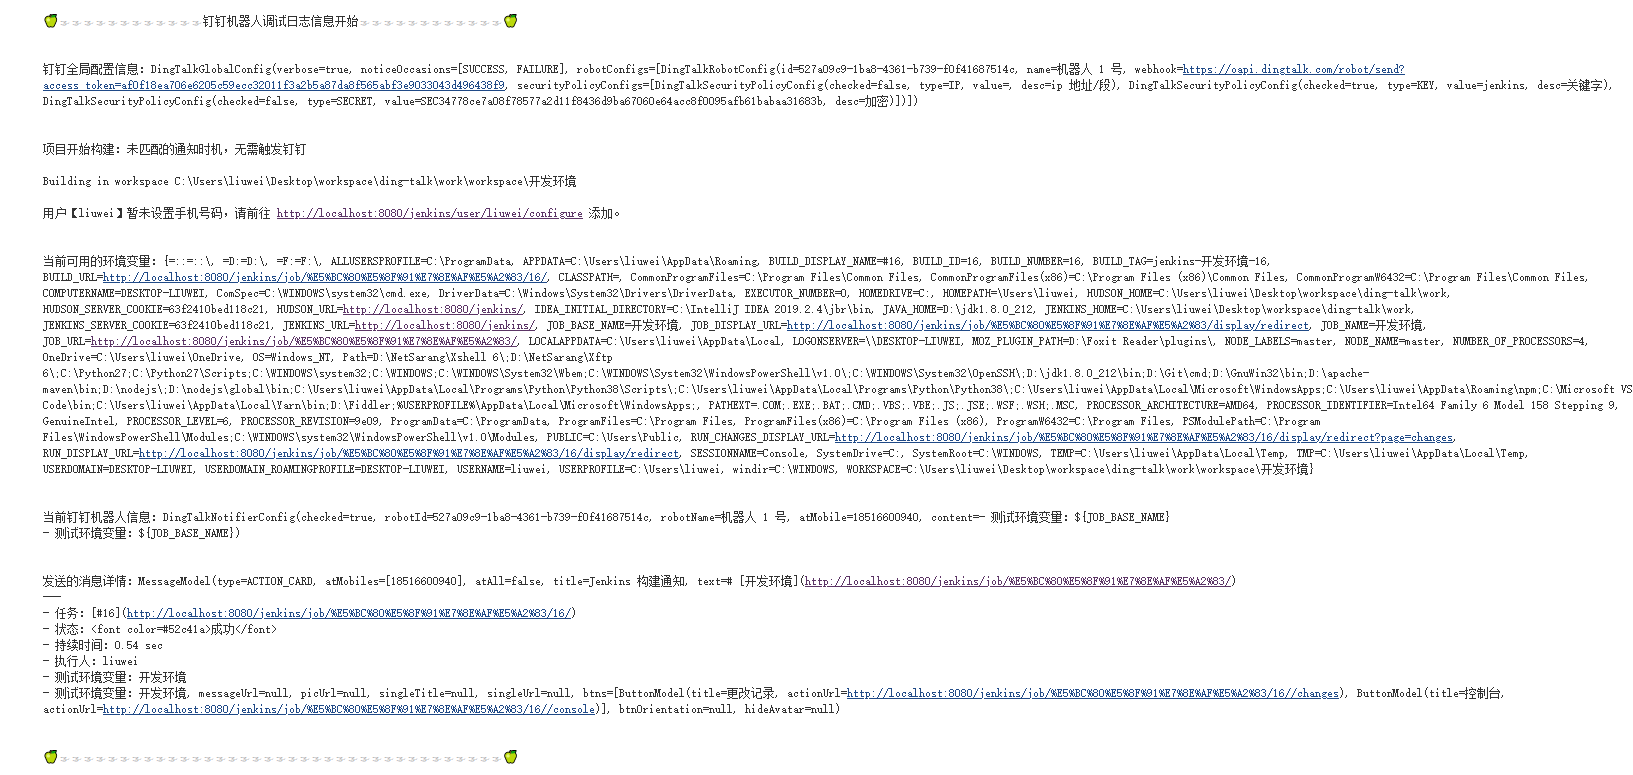 钉钉机器人调试日志信息开始
钉钉全局配置信息: DingTalkGlobalConfig(verbose=true, noticeOccasions=[SUCCESS, FAILURE], robotConfigs=[DingTalkRobotConfig(id=527a09c9-1ba8-4361-b739-f0f41687514c, name=机器人 1 号, webhook=https://oapi.dingtalk.com/robot/send?
access_token=af0f18ea706e6205c59ecc32011f3a2b5a87da8f565abf3e9033043d496438f9, securityPolicyConfigs=[DingTalkSecurityPolicyConfig(checked=false, type=IP, value=, desc=ip 地址/段), DingTalkSecurityPolicyConfig(checked=true, type=KEY, value=jenkins, desc=关键字),
DingTalkSecurityPolicyConfig(checked=false, type=SECRET, value=SEC34778ce7a08f78577a2d11f8436d9ba67060e64acc8f0095afb61babaa31683b, desc=加密)])])
项目开始构建: 未匹配的通知时机，无需触发钉钉
Building in workspace C:\Users\liuwei\Desktop\workspace\ding-talk\work\workspace\开发环境
用户【liuwei】暂未设置手机号码，请前往 http://localhost:8080/jenkins/user/liuwei/configure 添加。
当前可用的环境变量: {=::=::\, =D:=D:\, =F:=F:\, ALLUSERSPROFILE=C:\ProgramData, APPDATA=C:\Users\liuwei\AppData\Roaming, BUILD_DISPLAY_NAME=#16, BUILD_ID=16, BUILD_NUMBER=16, BUILD_TAG=jenkins-开发环境-16,
BUILD_URL=http://localhost:8080/jenkins/job/%E5%BC%80%E5%8F%91%E7%8E%AF%E5%A2%83/16/, CLASSPATH=, CommonProgramFiles=C:\Program Files\Common Files, CommonProgramFiles(x86)=C:\Program Files (x86)\Common Files, CommonProgramW6432=C:\Program Files\Common Files,
COMPUTERNAME=DESKTOP-LIUWEI, ComSpec=C:\WINDOWS\system32\cmd.exe, DriverData=C:\Windows\System32\Drivers\DriverData, EXECUTOR_NUMBER=0, HOMEDRIVE=C:, HOMEPATH=\Users\liuwei, HUDSON_HOME=C:\Users\liuwei\Desktop\workspace\ding-talk\work,
HUDSON_SERVER_COOKIE=63f2410bed118c21, HUDSON_URL=http://localhost:8080/jenkins/, IDEA_INITIAL_DIRECTORY=C:\IntelliJ IDEA 2019.2.4\jbr\bin, JAVA_HOME=D:\jdk1.8.0_212, JENKINS_HOME=C:\Users\liuwei\Desktop\workspace\ding-talk\work,
JENKINS_SERVER_COOKIE=63f2410bed118c21, JENKINS_URL=http://localhost:8080/jenkins/, JOB_BASE_NAME=开发环境, JOB_DISPLAY_URL=http://localhost:8080/jenkins/job/%E5%BC%80%E5%8F%91%E7%8E%AF%E5%A2%83/display/redirect, JOB_NAME=开发环境,
JOB_URL=http://localhost:8080/jenkins/job/%E5%BC%80%E5%8F%91%E7%8E%AF%E5%A2%83/, LOCALAPPDATA=C:\Users\liuwei\AppData\Local, LOGONSERVER=\\DESKTOP-LIUWEI, MOZ_PLUGIN_PATH=D:\Foxit Reader\plugins\, NODE_LABELS=master, NODE_NAME=master, NUMBER_OF_PROCESSORS=4,
OneDrive=C:\Users\liuwei\OneDrive, OS=Windows_NT, Path=D:\NetSarang\Xshell 6\;D:\NetSarang\Xftp
6\;C:\Python27;C:\Python27\Scripts;C:\WINDOWS\system32;C:\WINDOWS;C:\WINDOWS\System32\Wbem;C:\WINDOWS\System32\WindowsPowerShell\v1.0\;C:\WINDOWS\System32\OpenSSH\;D:\jdk1.8.0_212\bin;D:\Git\cmd;D:\GnuWin32\bin;D:\apache-
maven\bin;D:\nodejs\;D:\nodejs\global\bin;C:\Users\liuwei\AppData\Local\Programs\Python\Python38\Scripts\;C:\Users\liuwei\AppData\Local\Programs\Python\Python38\;C:\Users\liuwei\AppData\Local\Microsoft\WindowsApps;C:\Users\liuwei\AppData\Roaming\npm;C:\Microsoft VS
Code\bin;C:\Users\liuwei\AppData\Local\Yarn\bin;D:\Fiddler;%USERPROFILE%\AppData\Local\Microsoft\WindowsApps;, PATHEXT=.COM;.EXE;.BAT;.CMD;.VBS;.VBE;.JS;.JSE;.WSF;.WSH;.MSC, PROCESSOR_ARCHITECTURE=AMD64, PROCESSOR_IDENTIFIER=Intel64 Family 6 Model 158 Stepping 9,
GenuineIntel, PROCESSOR_LEVEL=6, PROCESSOR_REVISION=9e09, ProgramData=C:\ProgramData, ProgramFiles=C:\Program Files, ProgramFiles(x86)=C:\Program Files (x86), ProgramW6432=C:\Program Files, PSModulePath=C:\Program
Files\WindowsPowerShell\Modules;C:\WINDOWS\system32\WindowsPowerShell\v1.0\Modules, PUBLIC=C:\Users\Public, RUN_CHANGES_DISPLAY_URL=http://localhost:8080/jenkins/job/%E5%BC%80%E5%8F%91%E7%8E%AF%E5%A2%83/16/display/redirect?page=changes,
RUN_DISPLAY_URL=http://localhost:8080/jenkins/job/%E5%BC%80%E5%8F%91%E7%8E%AF%E5%A2%83/16/display/redirect, SESSIONNAME=Console, SystemDrive=C:, SystemRoot=C:\WINDOWS, TEMP=C:\Users\liuwei\AppData\Local\Temp, TMP=C:\Users\liuwei\AppData\Local\Temp,
USERDOMAIN=DESKTOP-LIUWEI, USERDOMAIN_ROAMINGPROFILE=DESKTOP-LIUWEI, USERNAME=liuwei, USERPROFILE=C:\Users\liuwei, windir=C:\WINDOWS, WORKSPACE=C:\Users\liuwei\Desktop\workspace\ding-talk\work\workspace\开发环境}
当前钉钉机器人信息: DingTalkNotifierConfig(checked=true, robotId=527a09c9-1ba8-4361-b739-f0f41687514c, robotName=机器人 1 号, atMobile=18516600940, content=- 测试环境变量: ${JOB_BASE_NAME}
- 测试环境变量: ${JOB_BASE_NAME})
发送的消息详情: MessageModel(type=ACTION_CARD, atMobiles=[18516600940], atAll=false, title=Jenkins 构建通知, text=# [开发环境](http://localhost:8080/jenkins/job/%E5%BC%80%E5%8F%91%E7%8E%AF%E5%A2%83/)
---
- 任务: [#16](http://localhost:8080/jenkins/job/%E5%BC%80%E5%8F%91%E7%8E%AF%E5%A2%83/16/)
- 状态: <font color=#52c41a>成功</font>
- 持续时间: 0.54 sec
- 执行人: liuwei
- 测试环境变量: 开发环境
- 测试环境变量: 开发环境, messageUrl=null, picUrl=null, singleTitle=null, singleUrl=null, btns=[ButtonModel(title=更改记录, actionUrl=http://localhost:8080/jenkins/job/%E5%BC%80%E5%8F%91%E7%8E%AF%E5%A2%83/16//changes), ButtonModel(title=控制台,
actionUrl=http://localhost:8080/jenkins/job/%E5%BC%80%E5%8F%91%E7%8E%AF%E5%A2%83/16//console)], btnOrientation=null, hideAvatar=null)